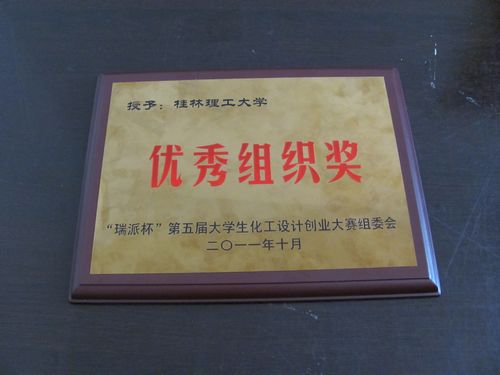 授予：桂林理工大学
优秀组织奖
“瑞派杯”第五届大学生化工设计创业大赛组委会
二〇一一年十月